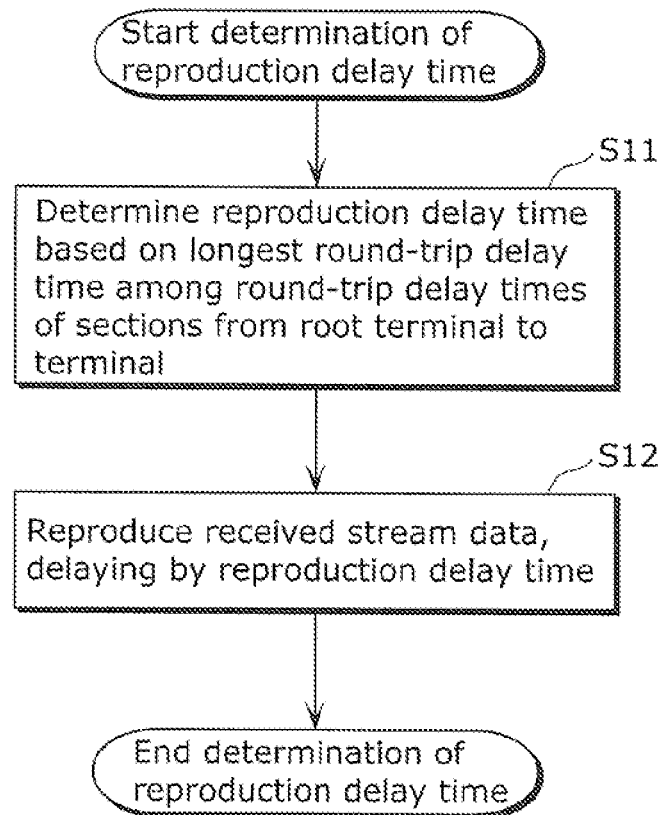 Start determination of
reproduction delay time
S11
Determine reproduction delay time
based on longest round-trip delay
time among round-trip delay times
of sections from root terminal to
terminal
S12
Reproduce received stream data,
delaying by reproduction delay time
End determination of
reproduction delay time